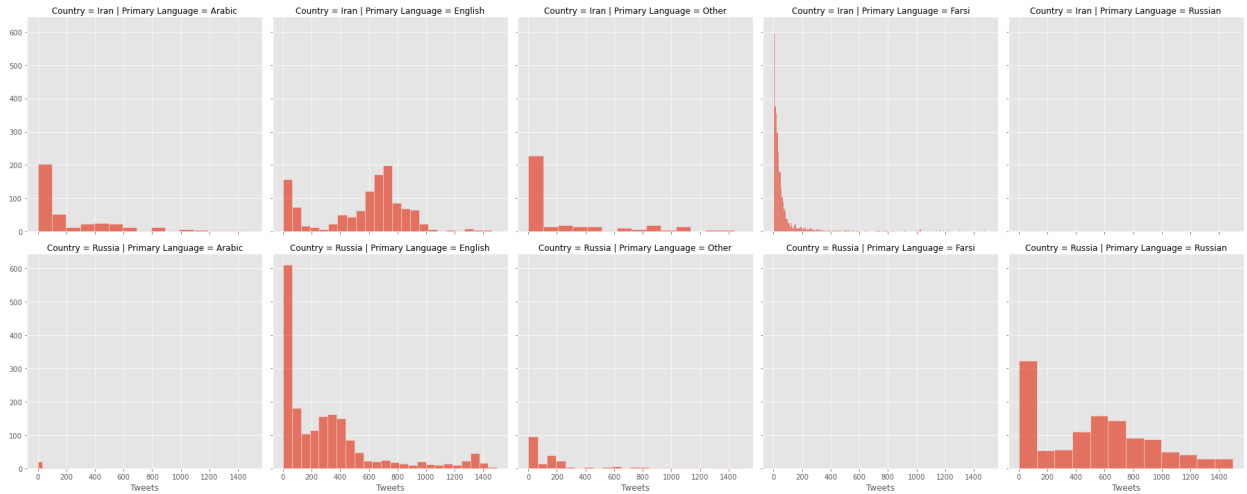 Country = Iran | Primary Language = Arabic
Country = Iran | Primary Language = English
Country = Iran | Primary Language = Other
Country = Iran | Primary Language = Farsi
Country = Iran | Primary Language = Russian
600
500
400
300
200
100
0
Country = Russia | Primary Language = Arabic
Country = Russia | Primary Language = English
Country = Russia | Primary Language = Other
Country = Russia | Primary Language = Farsi
Country = Russia | Primary Language = Russian
600
500
400
300
200
100
0
0 200 400 600 800 1000 1200 1400
0 200 400 600 800 1000 1200 1400
0 200 400 600 800 1000 1200 1400
0 200 400 600 800 1000 1200 1400
0 200 400 600 800 1000 1200 1400
Tweets
Tweets
Tweets
Tweets
Tweets